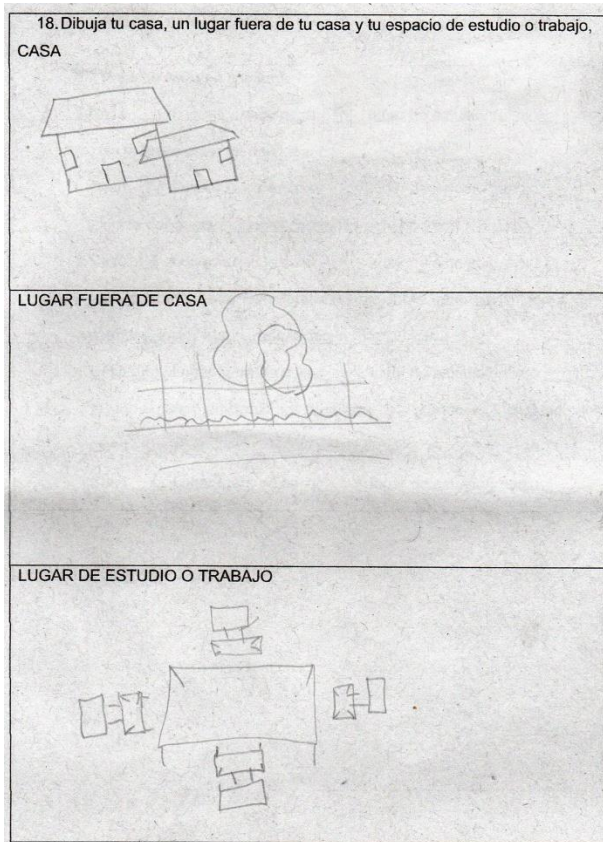 18. Dibuja tu casa, un lugar fuera de tu casa y tu espacio de estudio o trabajo,
CASA
LUGAR FUERA DE CASA
LUGAR DE ESTUDIO O TRABAJO